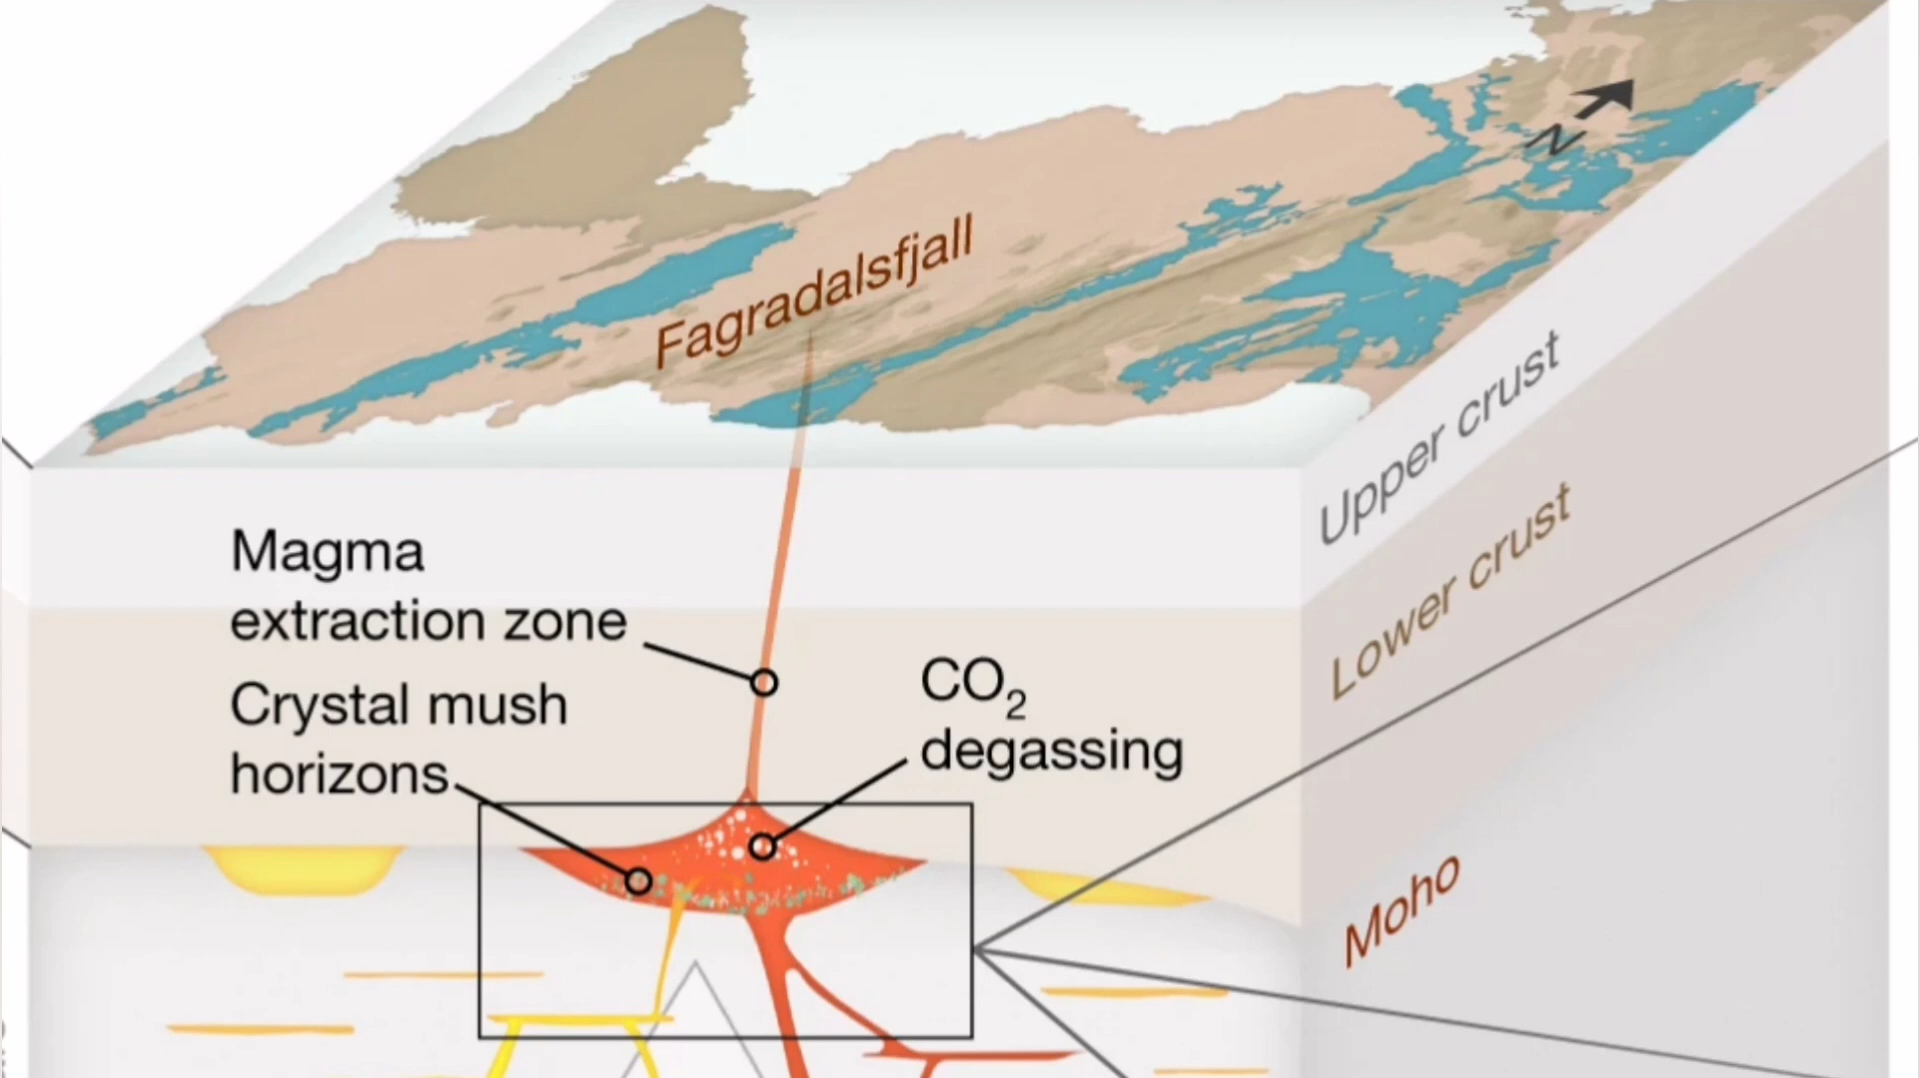 N
Fagradalsfjall
Upper crust
Lower crust
Moho
Magma
extraction zone
Crystal mush
horizons
CO₂
degassing